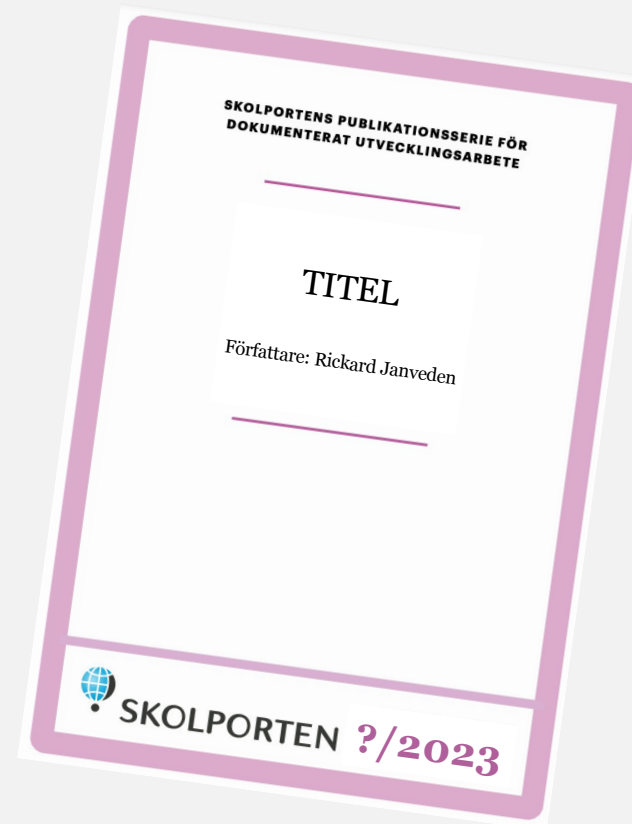 SKOLPORTENS PUBLIKATIONSSERIE FÖR
DOKUMENTERAT UTVECKLINGSARBETE
TITEL
Författare: Rickard Janveden
SKOLPORTEN ?/2023